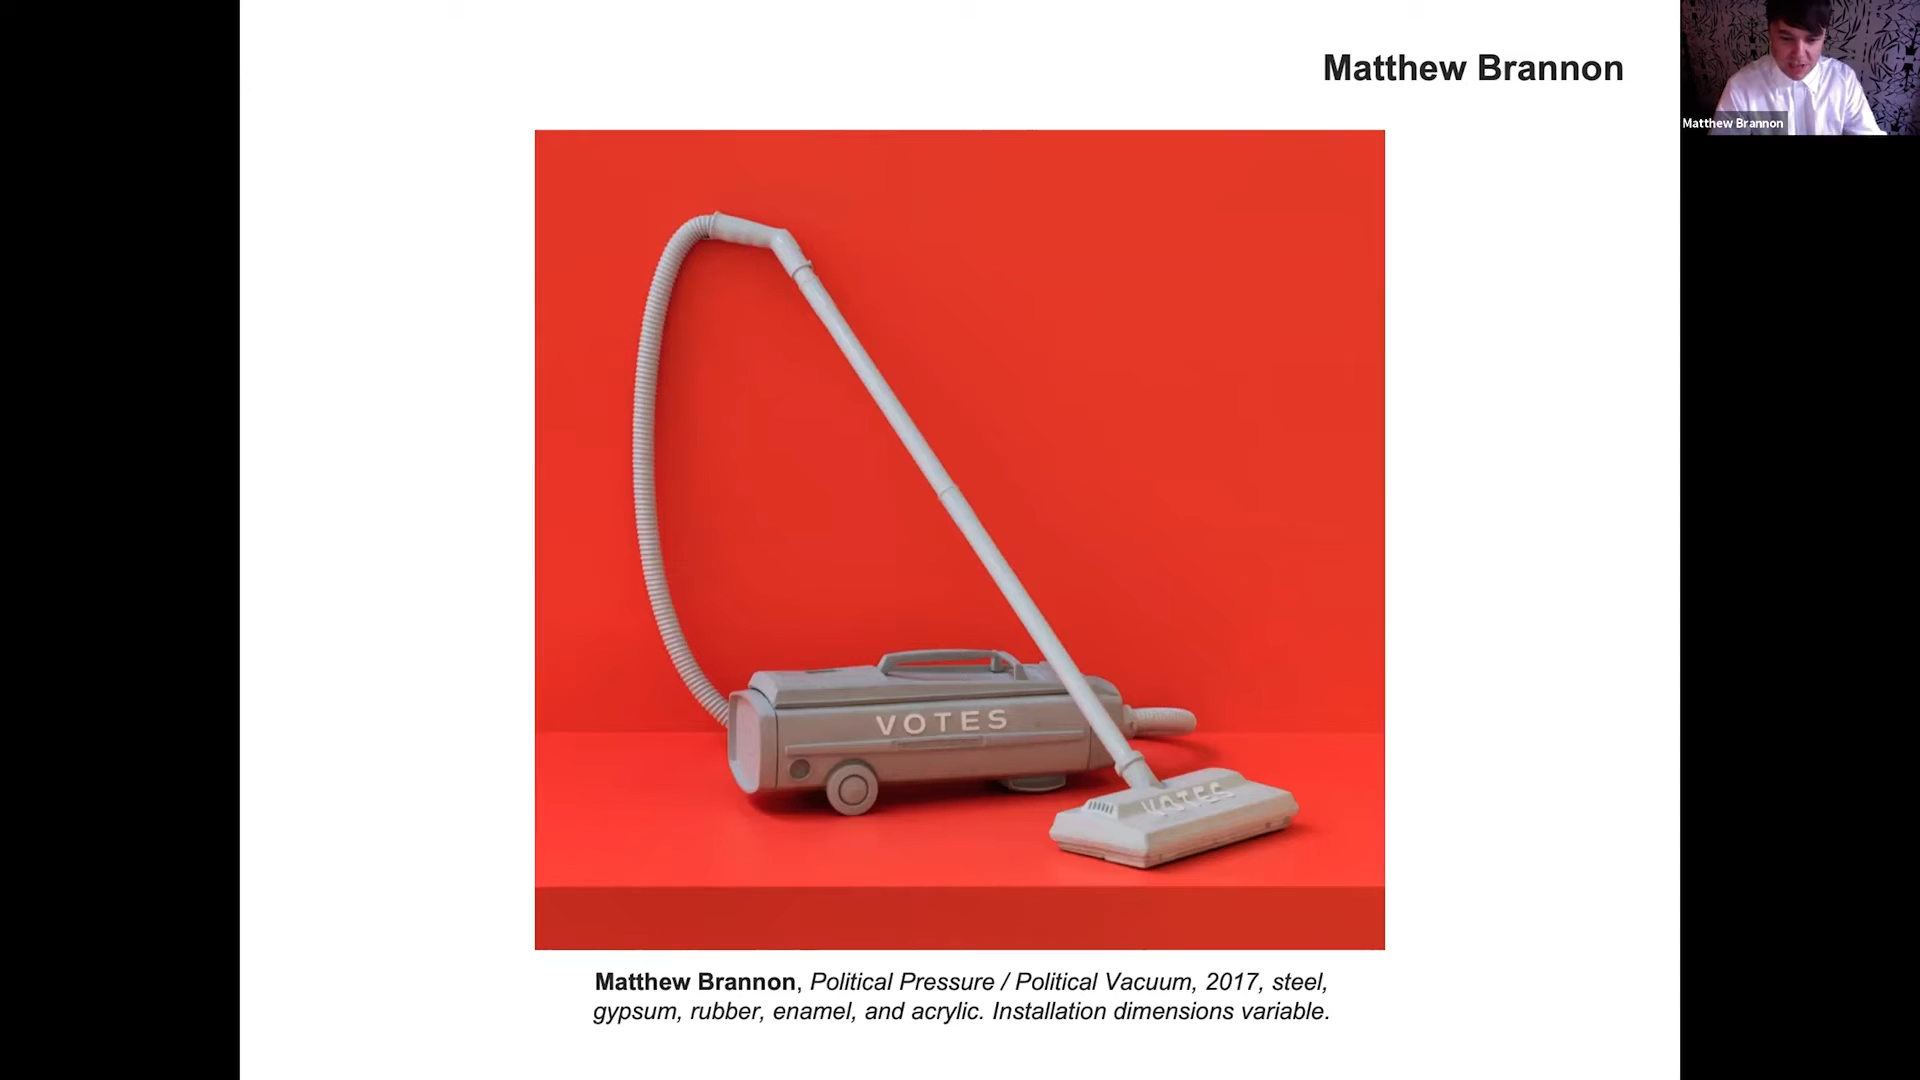 Matthew Brannon
Matthew Brannon
VOTES
VOTES
Matthew Brannon, Political Pressure / Political Vacuum, 2017, steel,
gypsum, rubber, enamel, and acrylic. Installation dimensions variable.